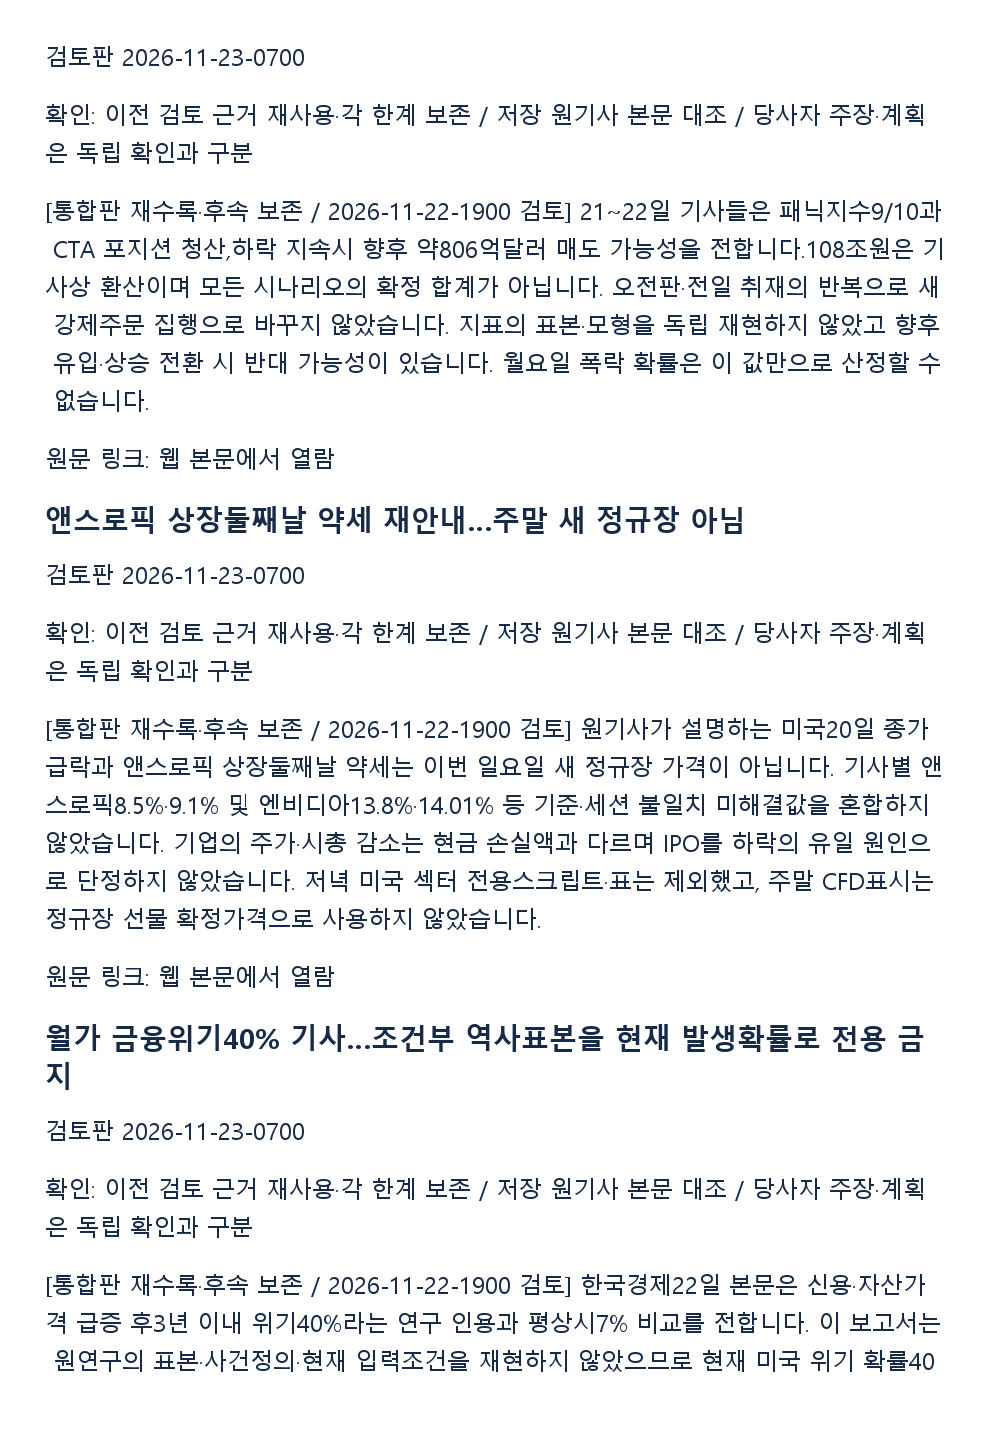 검토판 2026-11-23-0700
확인: 이전 검토 근거 재사용·각 한계 보존 / 저장 원기사 본문 대조 / 당사자 주장·계획
은 독립 확인과 구분
[통합판 재수록·후속 보존 / 2026-11-22-1900 검토] 21~22일 기사들은 패닉지수9/10과
CTA 포지션 청산,하락 지속시 향후 약806억달러 매도 가능성을 전합니다.108조원은 기
사상 환산이며 모든 시나리오의 확정 합계가 아닙니다. 오전판·전일 취재의 반복으로 새
강제주문 집행으로 바꾸지 않았습니다. 지표의 표본·모형을 독립 재현하지 않았고 향후
유입·상승 전환 시 반대 가능성이 있습니다. 월요일 폭락 확률은 이 값만으로 산정할 수
없습니다.
원문 링크: 웹 본문에서 열람
앤스로픽 상장둘째날 약세 재안내...주말 새 정규장 아님
검토판 2026-11-23-0700
확인: 이전 검토 근거 재사용·각 한계 보존 / 저장 원기사 본문 대조 / 당사자 주장·계획
은 독립 확인과 구분
[통합판 재수록·후속 보존 / 2026-11-22-1900 검토] 원기사가 설명하는 미국20일 종가
급락과 앤스로픽 상장둘째날 약세는 이번 일요일 새 정규장 가격이 아닙니다. 기사별 앤
스로픽8.5%·9.1% 및 엔비디아13.8%·14.01% 등 기준·세션 불일치 미해결값을 혼합하지
않았습니다. 기업의 주가·시총 감소는 현금 손실액과 다르며 IPO를 하락의 유일 원인으
로 단정하지 않았습니다. 저녁 미국 섹터 전용스크립트·표는 제외했고, 주말 CFD표시는
정규장 선물 확정가격으로 사용하지 않았습니다.
원문 링크: 웹 본문에서 열람
월가 금융위기40% 기사...조건부 역사표본을 현재 발생확률로 전용 금
지
검토판 2026-11-23-0700
확인: 이전 검토 근거 재사용·각 한계 보존 / 저장 원기사 본문 대조 / 당사자 주장·계획
은 독립 확인과 구분
[통합판 재수록·후속 보존 / 2026-11-22-1900 검토] 한국경제22일 본문은 신용·자산가
격 급증 후3년 이내 위기40%라는 연구 인용과 평상시7% 비교를 전합니다. 이 보고서는
원연구의 표본·사건정의·현재 입력조건을 재현하지 않았으므로 현재 미국 위기 확률40